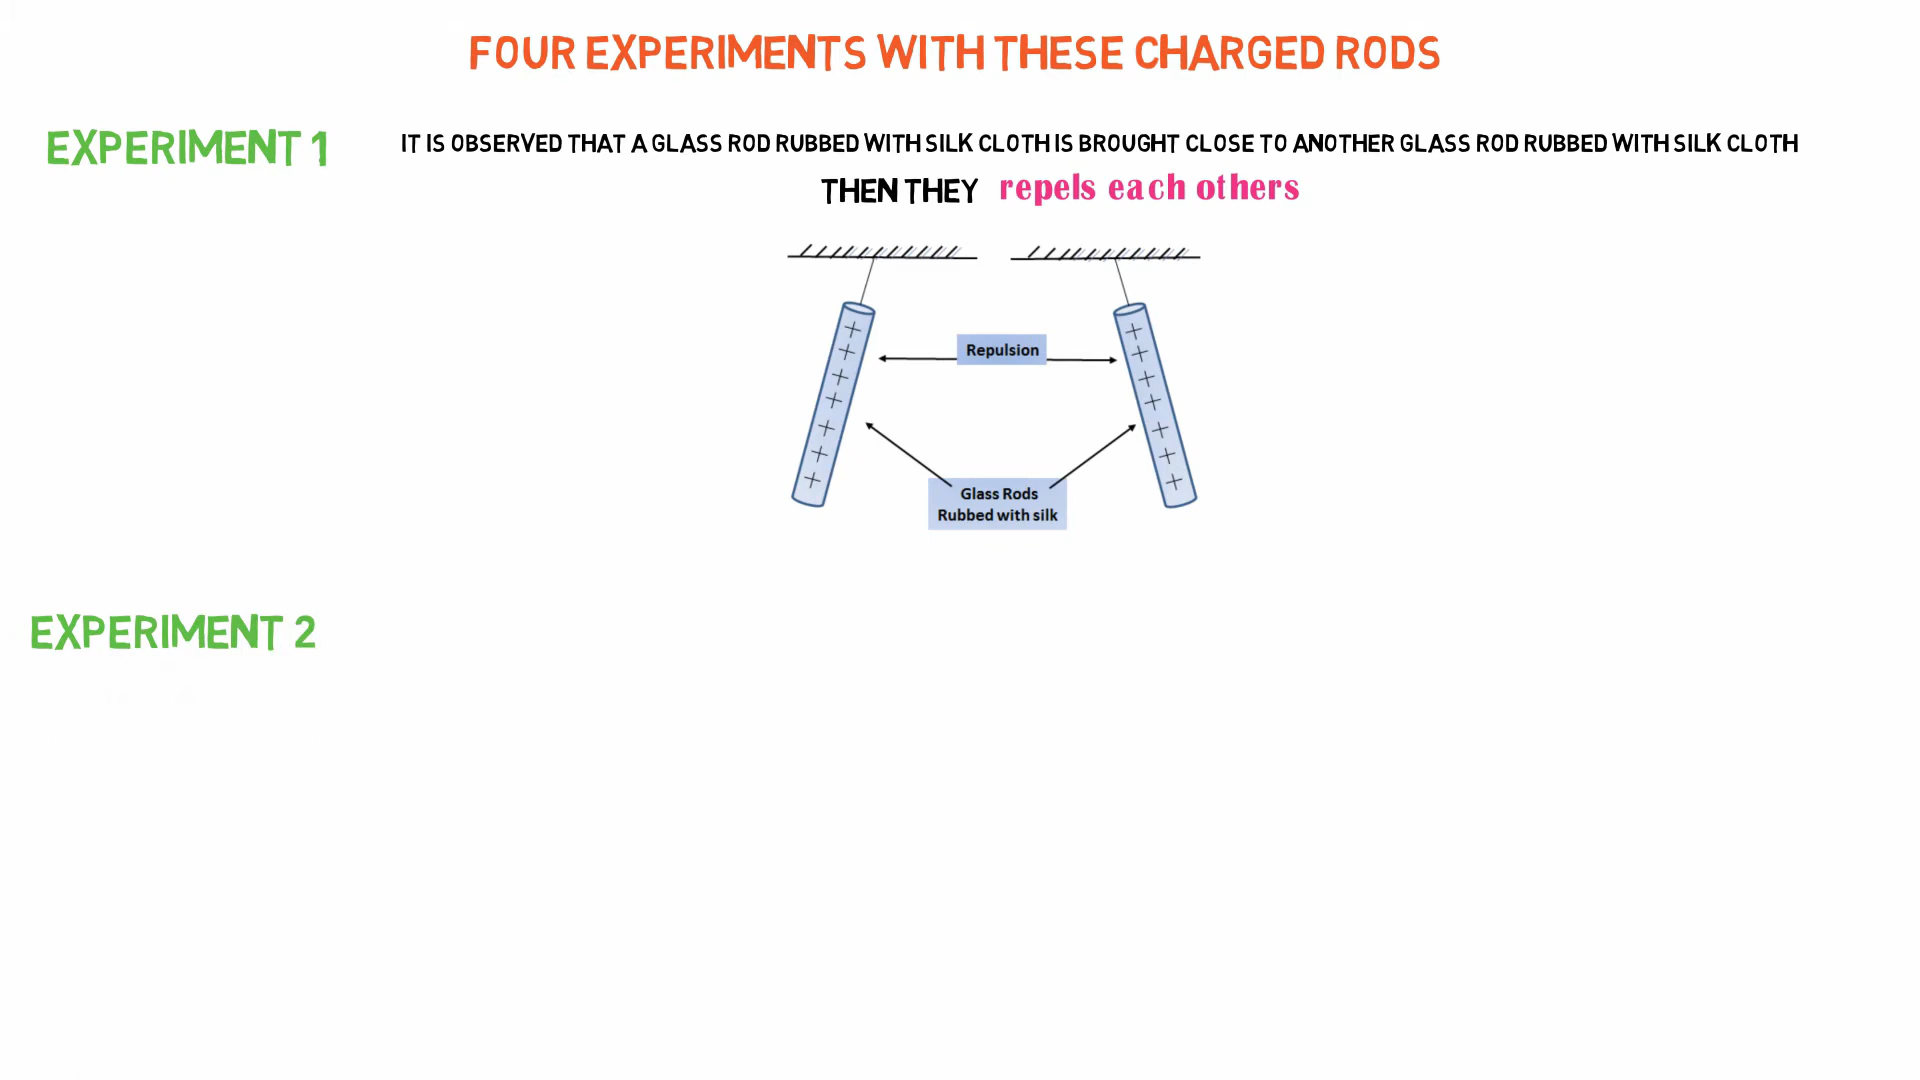 FOUR EXPERIMENTS WITH THESE CHARGED RODS
EXPERIMENT 1
IT IS OBSERVED THAT A GLASS ROD RUBBED WITH SILK CLOTH IS BROUGHT CLOSE TO ANOTHER GLASS ROD RUBBED WITH SILK CLOTH
THEN THEY repels each others
Repulsion
Glass Rods
Rubbed with silk
EXPERIMENT 2